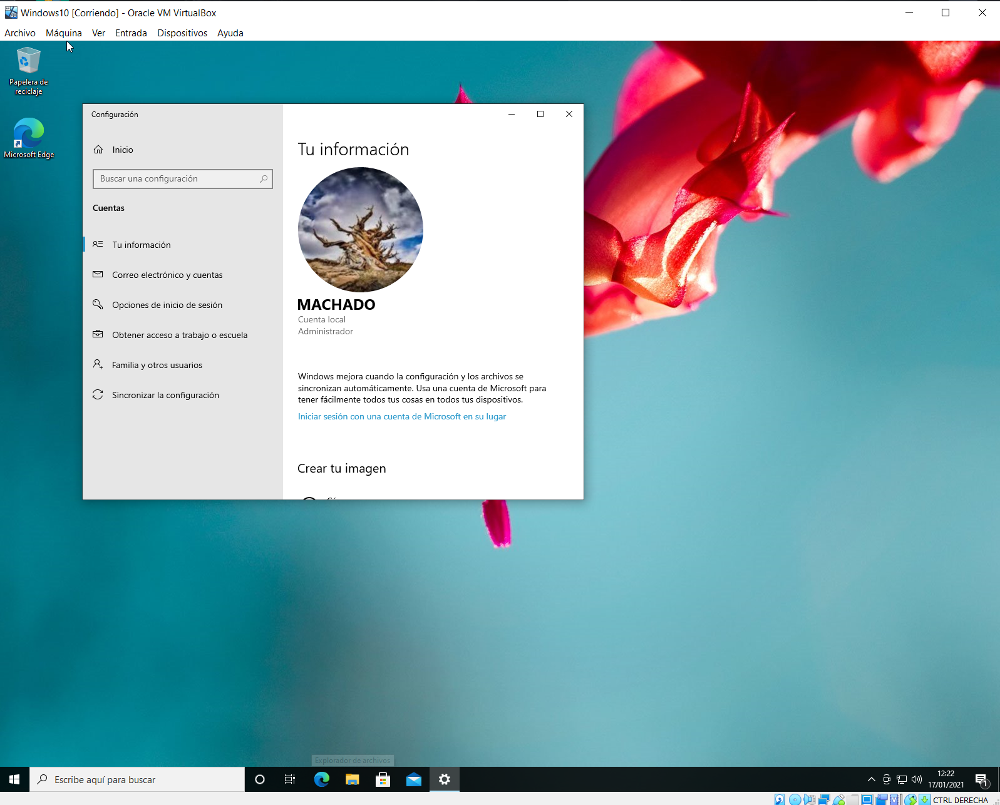 Windows10 [Corriendo] - Oracle VM VirtualBox
Archivo Máquina Ver Entrada Dispositivos Ayuda
Papelera de
reciclaje
Microsoft Edge
Configuración
Inicio
Buscar una configuración
Cuentas
Tu información
Correo electrónico y cuentas
Opciones de inicio de sesión
Obtener acceso a trabajo o escuela
Familia y otros usuarios
Sincronizar la configuración
Tu información
MACHADO
Cuenta local
Administrador
Windows mejora cuando la configuración y los archivos se
sincronizan automáticamente. Usa una cuenta de Microsoft para
tener fácilmente todos tus cosas en todos tus dispositivos.
Iniciar sesión con una cuenta de Microsoft en su lugar
Crear tu imagen
Explorador de archivos
Escribe aquí para buscar
12:22
17/01/2021
1
CTRL DERECHA